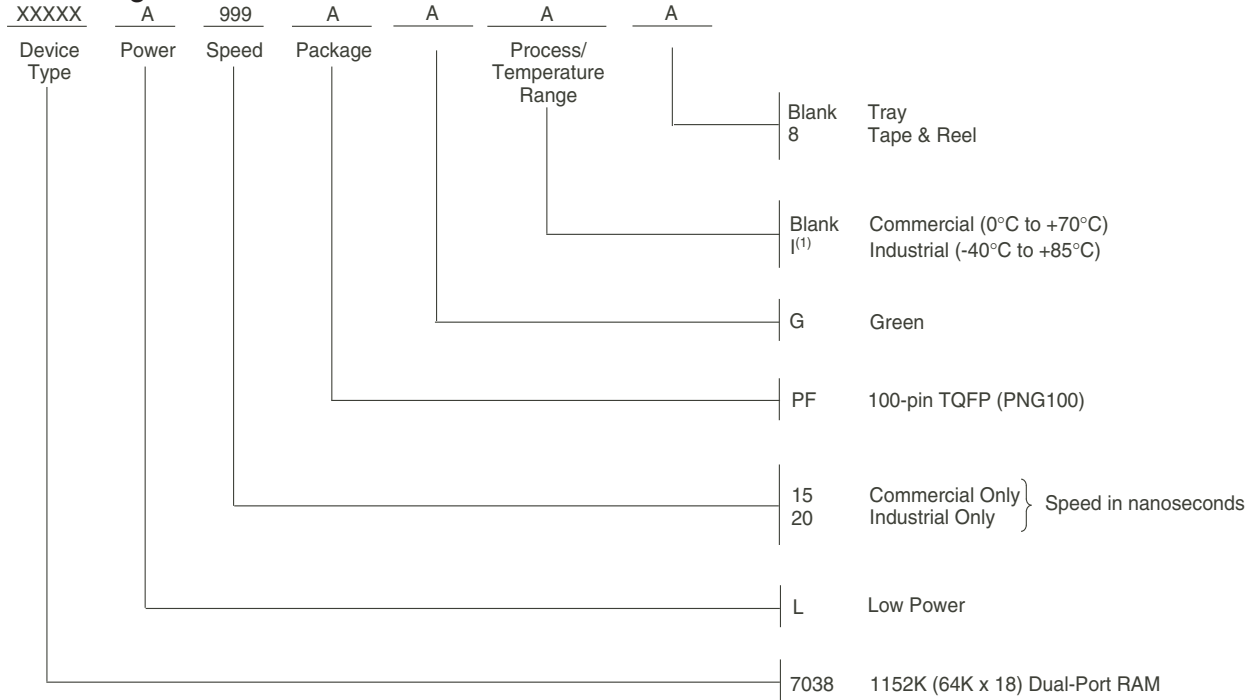 XXXXX A 999 A A A A
Device Type Power Speed Package Process/ Temperature Range
Blank Tray
8 Tape & Reel
Blank Commercial (0°C to +70°C)
I(1) Industrial (-40°C to +85°C)
G Green
PF 100-pin TQFP (PNG100)
15 Commercial Only
20 Industrial Only
Speed in nanoseconds
L Low Power
7038 1152K (64K x 18) Dual-Port RAM